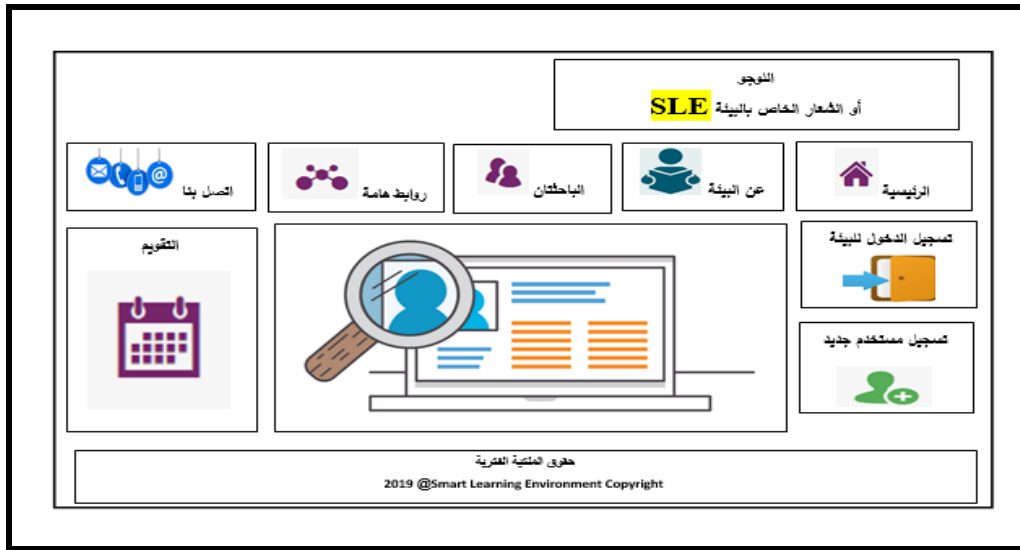 اللوجو
أو الشعار الخاص بالبيئة SLE
الرئيسية
عن البيئة
الباحثتان
روابط هامة
اتصل بنا
تسجيل الدخول للبيئة
تسجيل مستخدم جديد
التقويم
حقوق الملكية الفكرية
2019 @Smart Learning Environment Copyright